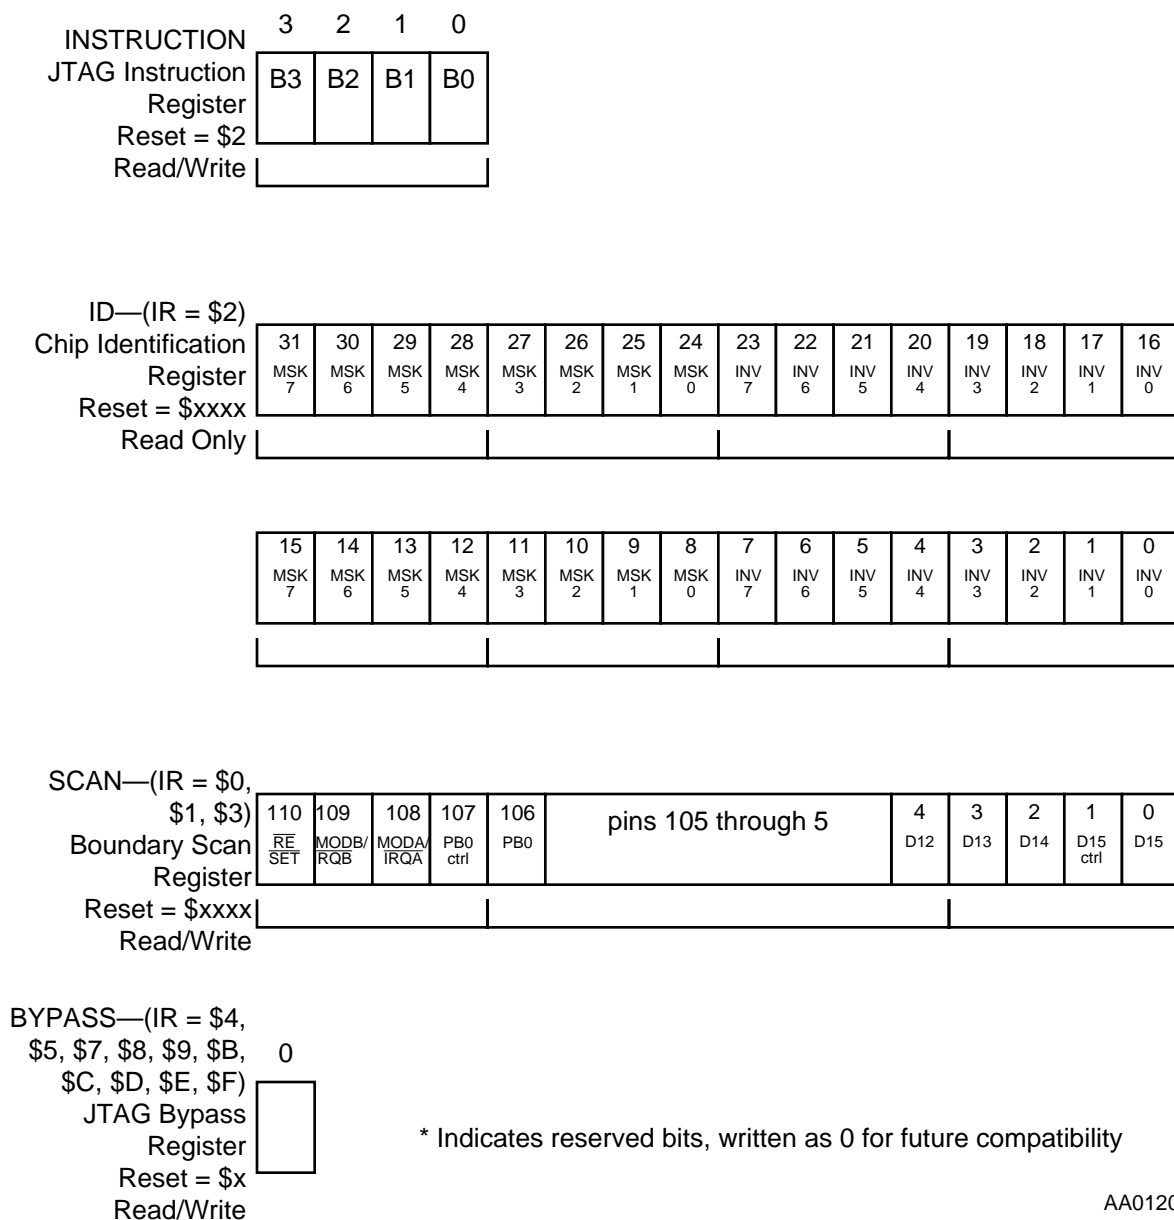 3 2 1 0
INSTRUCTION
JTAG Instruction
Register
Reset = $2
Read/Write
B3 B2 B1 B0
ID—(IR = $2)
Chip Identification
Register
Reset = $xxxx
Read Only
31 30 29 28 27 26 25 24 23 22 21 20 19 18 17 16
MSK MSK MSK MSK MSK MSK MSK MSK INV INV INV INV INV INV INV INV
7 6 5 4 3 2 1 0 7 6 5 4 3 2 1 0
15 14 13 12 11 10 9 8 7 6 5 4 3 2 1 0
MSK MSK MSK MSK MSK MSK MSK MSK INV INV INV INV INV INV INV INV
7 6 5 4 3 2 1 0 7 6 5 4 3 2 1 0
SCAN—(IR = $0,
$1, $3)
Boundary Scan
Register
Reset = $xxxx
Read/Write
110 109 108 107 106 pins 105 through 5 4 3 2 1 0
RE MODB/ MODA/ PB0 PB0 D12 D13 D14 D15 D15
SET RQB IRQA ctrl ctrl
BYPASS—(IR = $4,
$5, $7, $8, $9, $B,
$C, $D, $E, $F)
JTAG Bypass
Register
Reset = $x
Read/Write
0
* Indicates reserved bits, written as 0 for future compatibility
AA0120